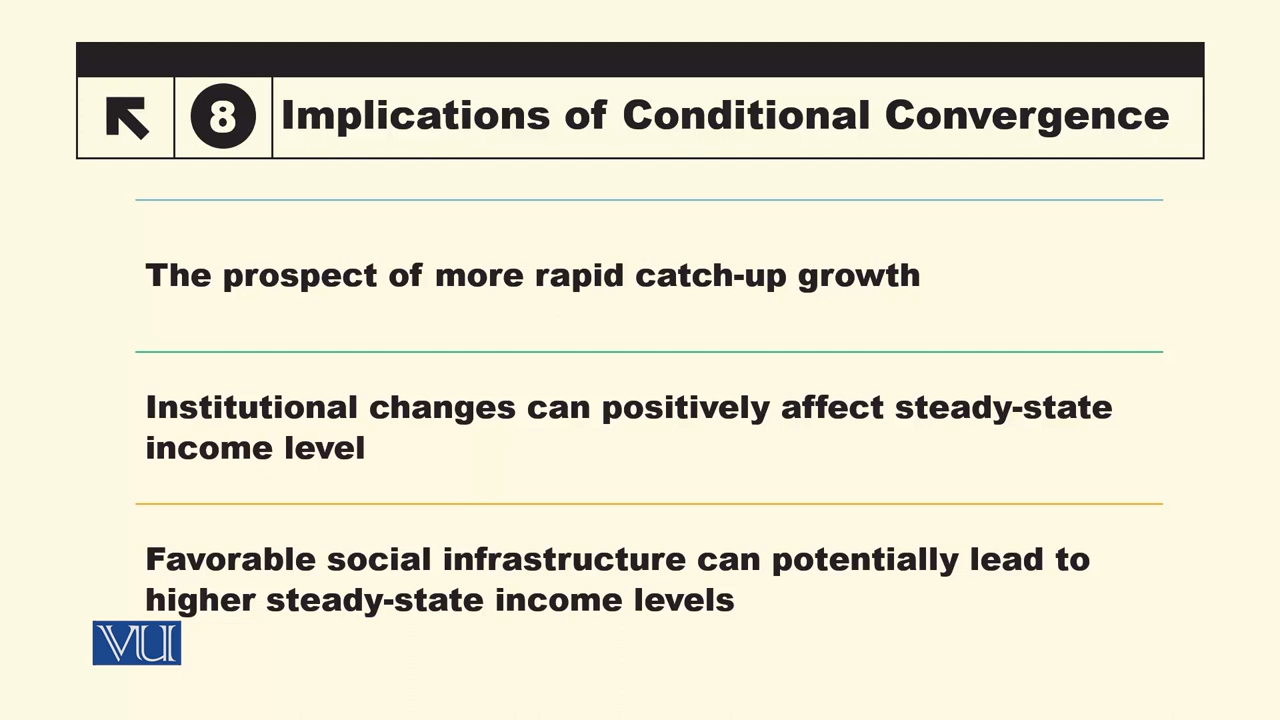 8 Implications of Conditional Convergence
The prospect of more rapid catch-up growth
Institutional changes can positively affect steady-state
income level
Favorable social infrastructure can potentially lead to
higher steady-state income levels
VU